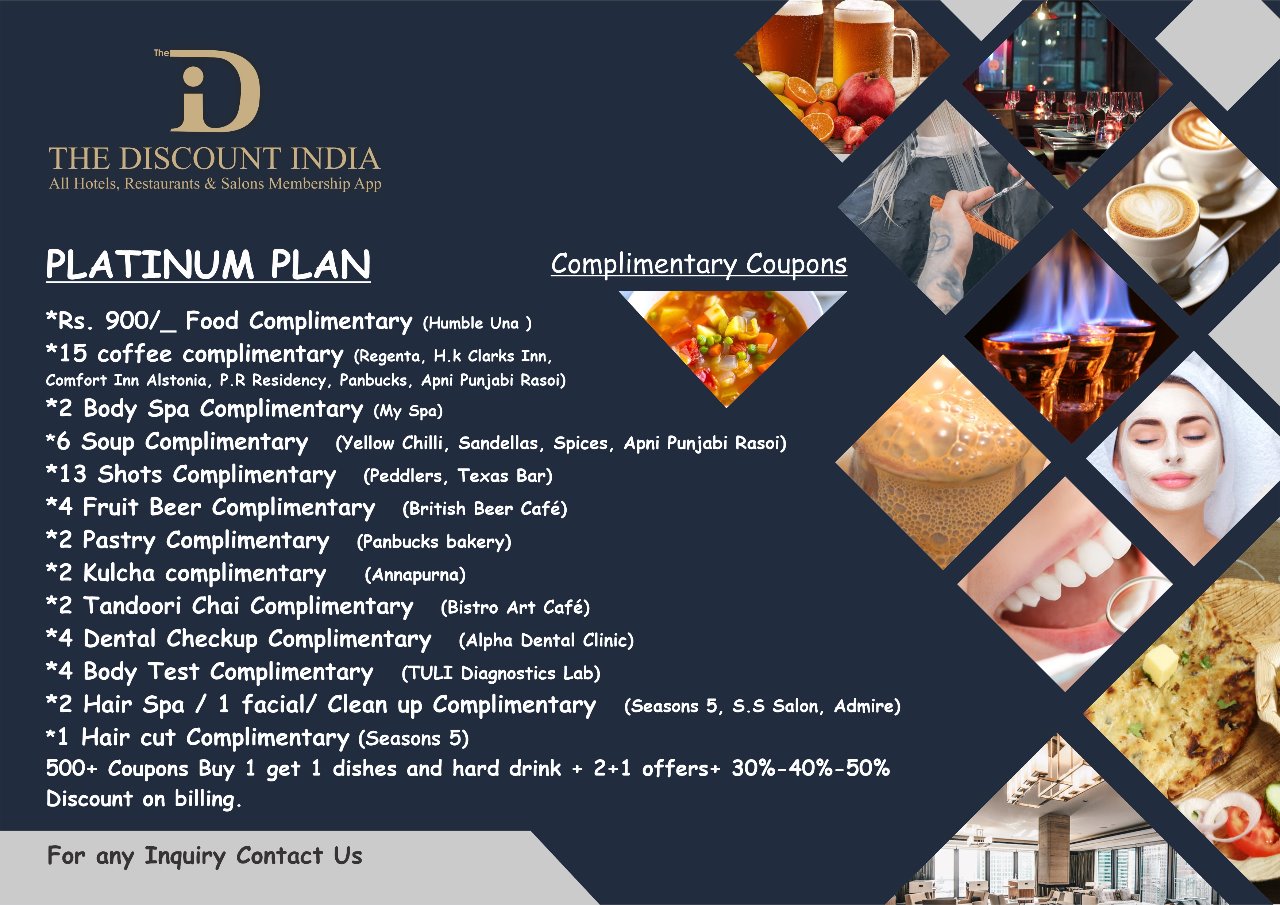 The
iD
THE DISCOUNT INDIA
All Hotels, Restaurants & Salons Membership App
PLATINUM PLAN
Complimentary Coupons
*Rs. 900/_ Food Complimentary (Humble Una )
*15 coffee complimentary (Regenta, H.k Clarks Inn,
Comfort Inn Alstonia, P.R Residency, Panbucks, Apni Punjabi Rasoi)
*2 Body Spa Complimentary (My Spa)
*6 Soup Complimentary (Yellow Chilli, Sandellas, Spices, Apni Punjabi Rasoi)
*13 Shots Complimentary (Peddlers, Texas Bar)
*4 Fruit Beer Complimentary (British Beer Café)
*2 Pastry Complimentary (Panbucks bakery)
*2 Kulcha complimentary (Annapurna)
*2 Tandoori Chai Complimentary (Bistro Art Café)
*4 Dental Checkup Complimentary (Alpha Dental Clinic)
*4 Body Test Complimentary (TULI Diagnostics Lab)
*2 Hair Spa / 1 facial/ Clean up Complimentary (Seasons 5, S.S Salon, Admire)
*1 Hair cut Complimentary (Seasons 5)
500+ Coupons Buy 1 get 1 dishes and hard drink + 2+1 offers+ 30%-40%-50%
Discount on billing.
For any Inquiry Contact Us